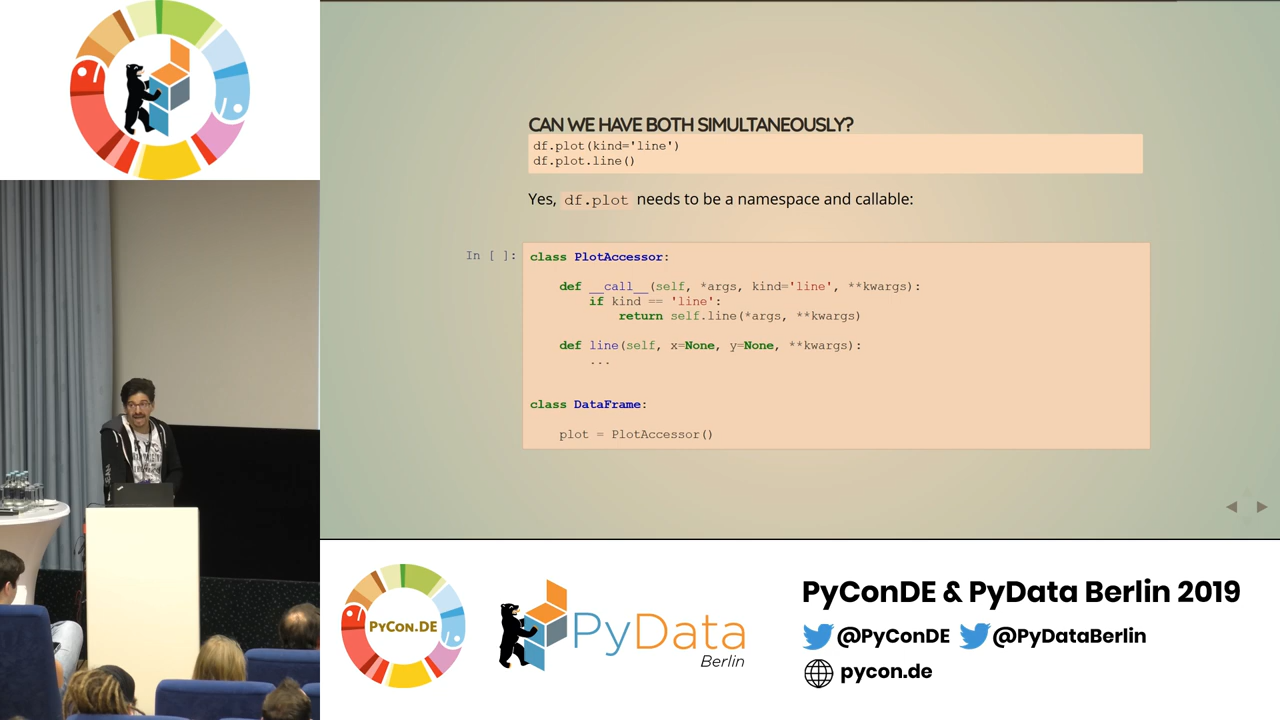 CAN WE HAVE BOTH SIMULTANEOUSLY?
df.plot(kind='line')
df.plot.line()
Yes, df.plot needs to be a namespace and callable:
In [ ]:
class PlotAccessor:
def __call__(self, *args, kind='line', **kwargs):
if kind == 'line':
return self.line(*args, **kwargs)
def line(self, x=None, y=None, **kwargs):
...
class DataFrame:
plot = PlotAccessor()
PYCON.DE
PyData
Berlin
PyConDE & PyData Berlin 2019
@PyConDE @PyDataBerlin
pycon.de